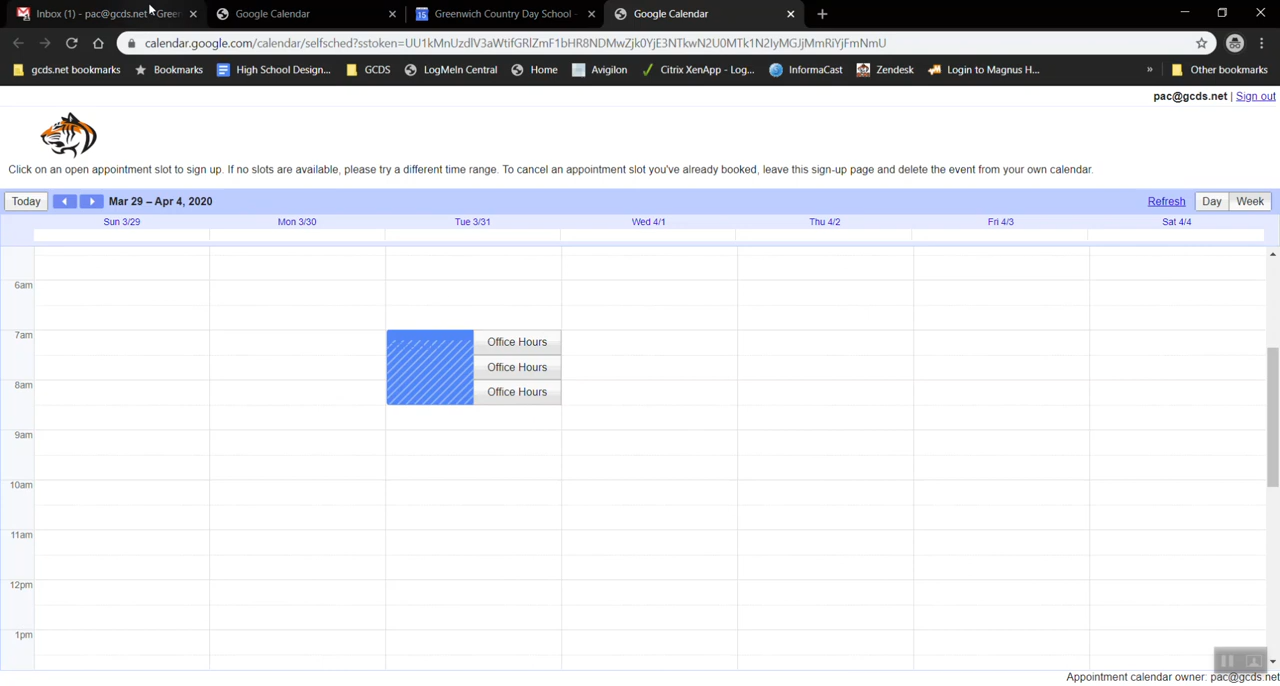 Inbox (1) - pac@gcds.net - Green
Google Calendar
Greenwich Country Day School -
Google Calendar
calendar.google.com/calendar/selfsched?sstoken=UU1kMnUzdlV3aWtifGRlZmF1bHR8NDMwZjk0YjE3NTkwN2U0MTk1N2IyMGJjMmRiYjFmNmU
gcds.net bookmarks
Bookmarks
High School Design...
GCDS
LogMeIn Central
Home
Avigilon
Citrix XenApp - Log...
InformaCast
Zendesk
Login to Magnus H...
»
Other bookmarks
pac@gcds.net | Sign out
Click on an open appointment slot to sign up. If no slots are available, please try a different time range. To cancel an appointment slot you've already booked, leave this sign-up page and delete the event from your own calendar.
Today
Mar 29 – Apr 4, 2020
Refresh
Day
Week
Sun 3/29
Mon 3/30
Tue 3/31
Wed 4/1
Thu 4/2
Fri 4/3
Sat 4/4
6am
7am
Office Hours
Office Hours
8am
Office Hours
9am
10am
11am
12pm
1pm
Appointment calendar owner: pac@gcds.net